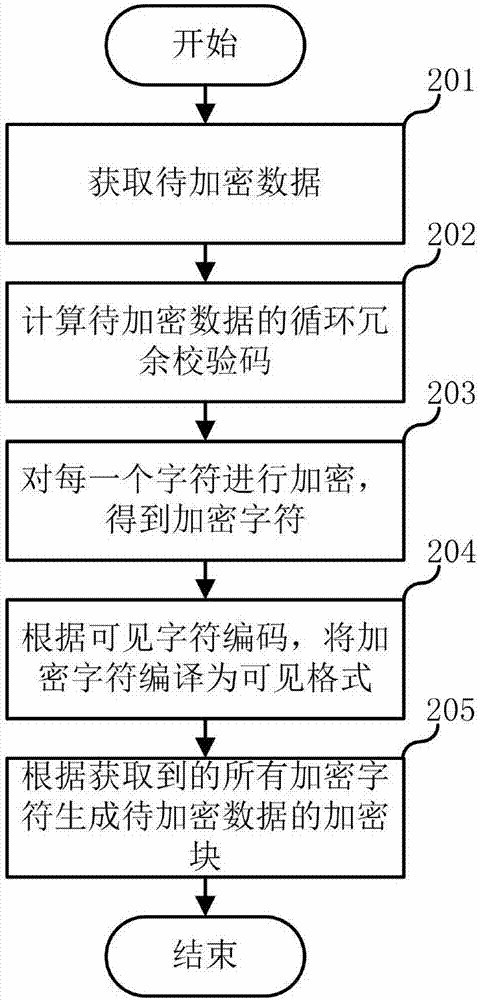 开始
201
获取待加密数据
202
计算待加密数据的循环冗
余校验码
203
对每一个字符进行加密，
得到加密字符
204
根据可见字符编码，将加
密字符编译为可见格式
205
根据获取到的所有加密字
符生成待加密数据的加密
块
结束